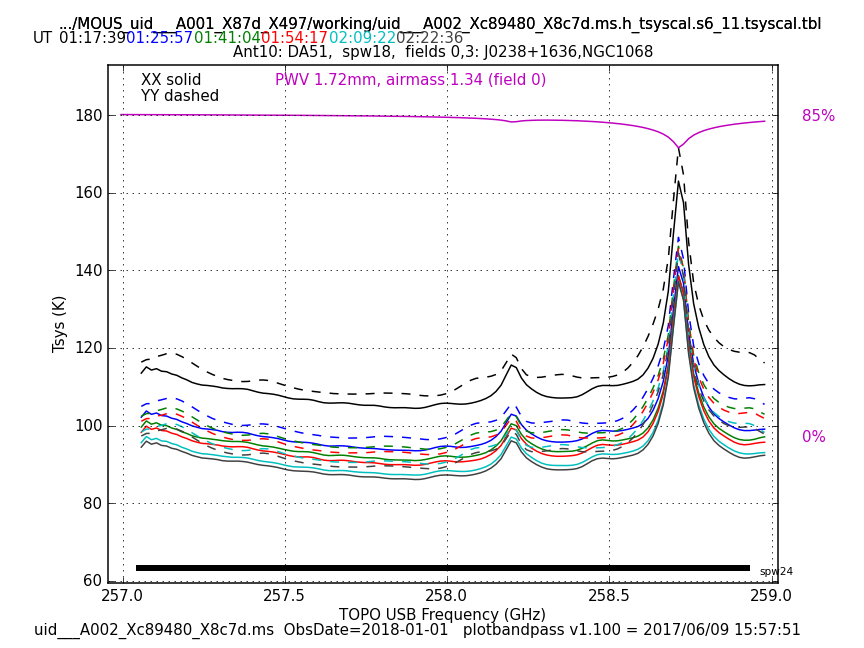 .../MOUS_uid___A001_X87d_X497/working/uid___A002_Xc89480_X8c7d.ms.h_tsyscal.s6_11.tsyscal.tbl
UT 01:17:39 01:25:57 01:41:04 01:54:17 02:09:22 02:22:36
Ant10: DA51,  spw18,  fields 0,3: J0238+1636,NGC1068
XX solid
PWV 1.72mm, airmass 1.34 (field 0)
YY dashed
180
85%
160
140
120
Tsys (K)
100
0%
80
60
spw24
257.0 257.5 258.0 258.5 259.0
TOPO USB Frequency (GHz)
uid___A002_Xc89480_X8c7d.ms  ObsDate=2018-01-01   plotbandpass v1.100 = 2017/06/09 15:57:51